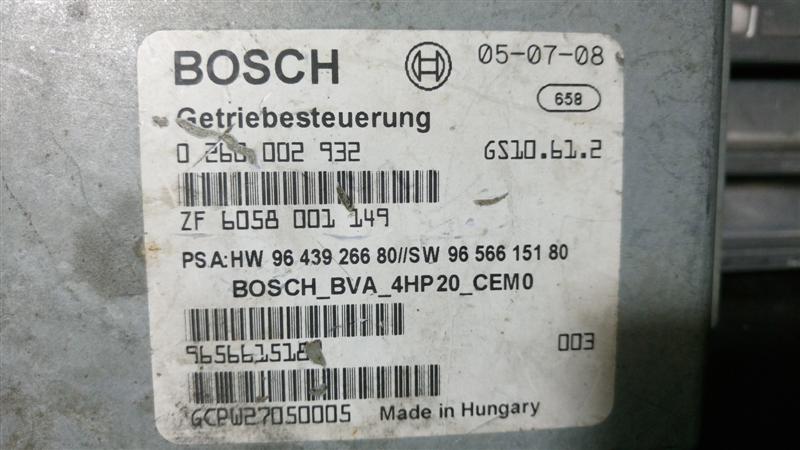 BOSCH 05-07-08
658
Getriebesteuerung
0 260 002 932 GS10.61.2
ZF 6058 001 149
PSA:HW 96 439 266 80//SW 96 566 151 80
BOSCH_BVA_4HP20_CEM0
965661518
003
GCPW27050005 Made in Hungary